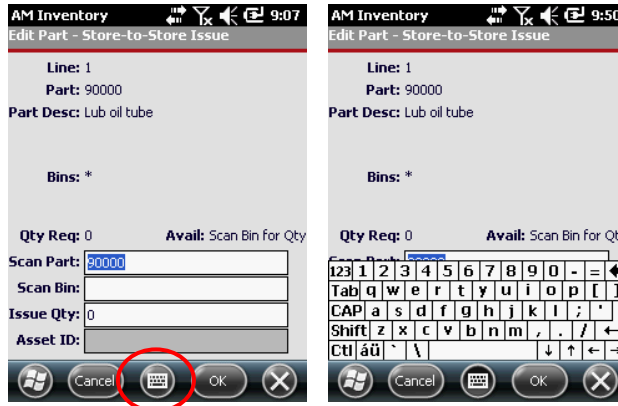 AM Inventory 9:07
Edit Part - Store-to-Store Issue
Line: 1
Part: 90000
Part Desc: Lub oil tube
Bins: *
Qty Req: 0 Avail: Scan Bin for Qty
Scan Part: 90000
Scan Bin:
Issue Qty: 0
Asset ID:
Cancel OK
AM Inventory 9:50
Edit Part - Store-to-Store Issue
Line: 1
Part: 90000
Part Desc: Lub oil tube
Bins: *
Qty Req: 0 Avail: Scan Bin for Qt
123 1 2 3 4 5 6 7 8 9 0 - =
Tab q w e r t y u i o p [ ]
CAP a s d f g h j k l ; '
Shift z x c v b n m , . / ←
Ctl áü ` \ ↓ ↑ ← →
Cancel OK